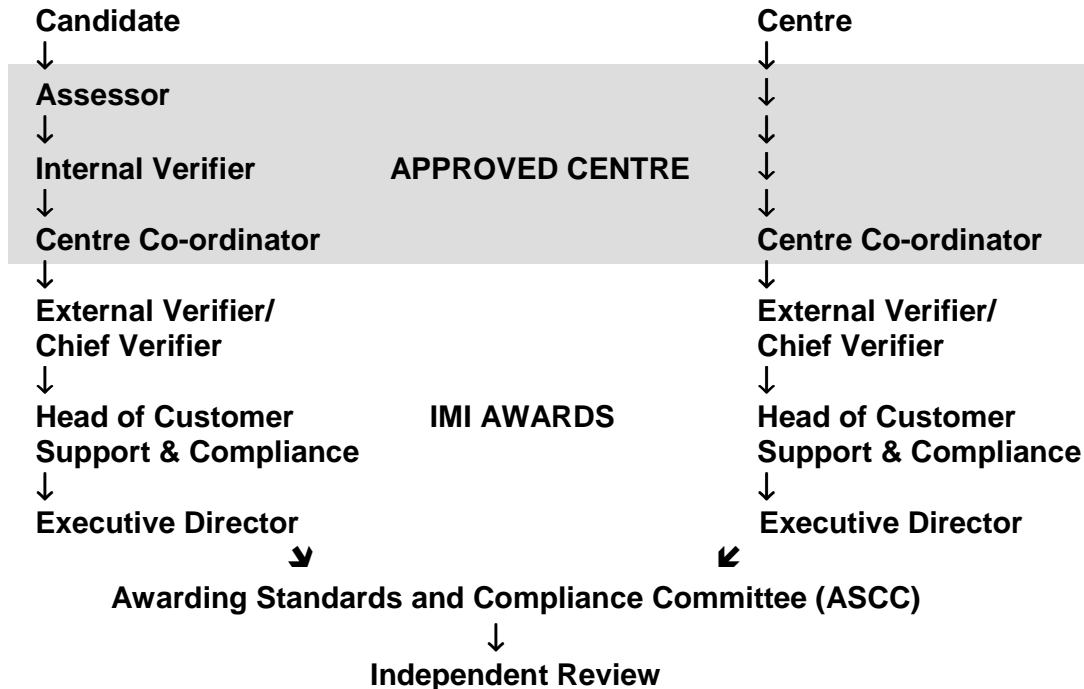 Candidate Centre
↓ ↓
Assessor ↓
↓ ↓
Internal Verifier APPROVED CENTRE ↓
↓ ↓
Centre Co-ordinator Centre Co-ordinator
↓ ↓
External Verifier/ External Verifier/
Chief Verifier Chief Verifier
↓ ↓
Head of Customer IMI AWARDS Head of Customer
Support & Compliance Support & Compliance
↓ ↓
Executive Director Executive Director
Awarding Standards and Compliance Committee (ASCC)
↓
Independent Review